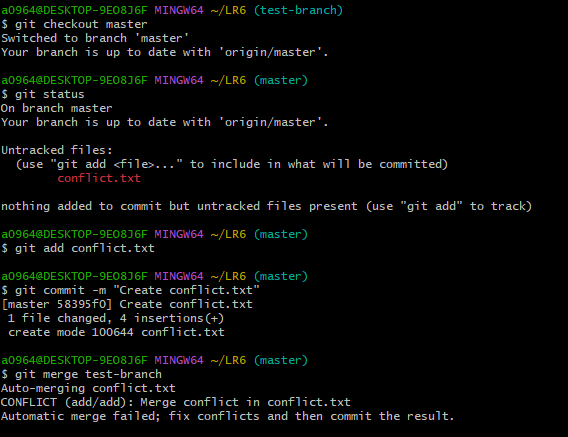 a0964@DESKTOP-9EO8J6F MINGW64 ~/LR6 (test-branch)
$ git checkout master
Switched to branch 'master'
Your branch is up to date with 'origin/master'.

a0964@DESKTOP-9EO8J6F MINGW64 ~/LR6 (master)
$ git status
On branch master
Your branch is up to date with 'origin/master'.

Untracked files:
  (use "git add <file>..." to include in what will be committed)
        conflict.txt

nothing added to commit but untracked files present (use "git add" to track)

a0964@DESKTOP-9EO8J6F MINGW64 ~/LR6 (master)
$ git add conflict.txt

a0964@DESKTOP-9EO8J6F MINGW64 ~/LR6 (master)
$ git commit -m "Create conflict.txt"
[master 58395f0] Create conflict.txt
 1 file changed, 4 insertions(+)
 create mode 100644 conflict.txt

a0964@DESKTOP-9EO8J6F MINGW64 ~/LR6 (master)
$ git merge test-branch
Auto-merging conflict.txt
CONFLICT (add/add): Merge conflict in conflict.txt
Automatic merge failed; fix conflicts and then commit the result.